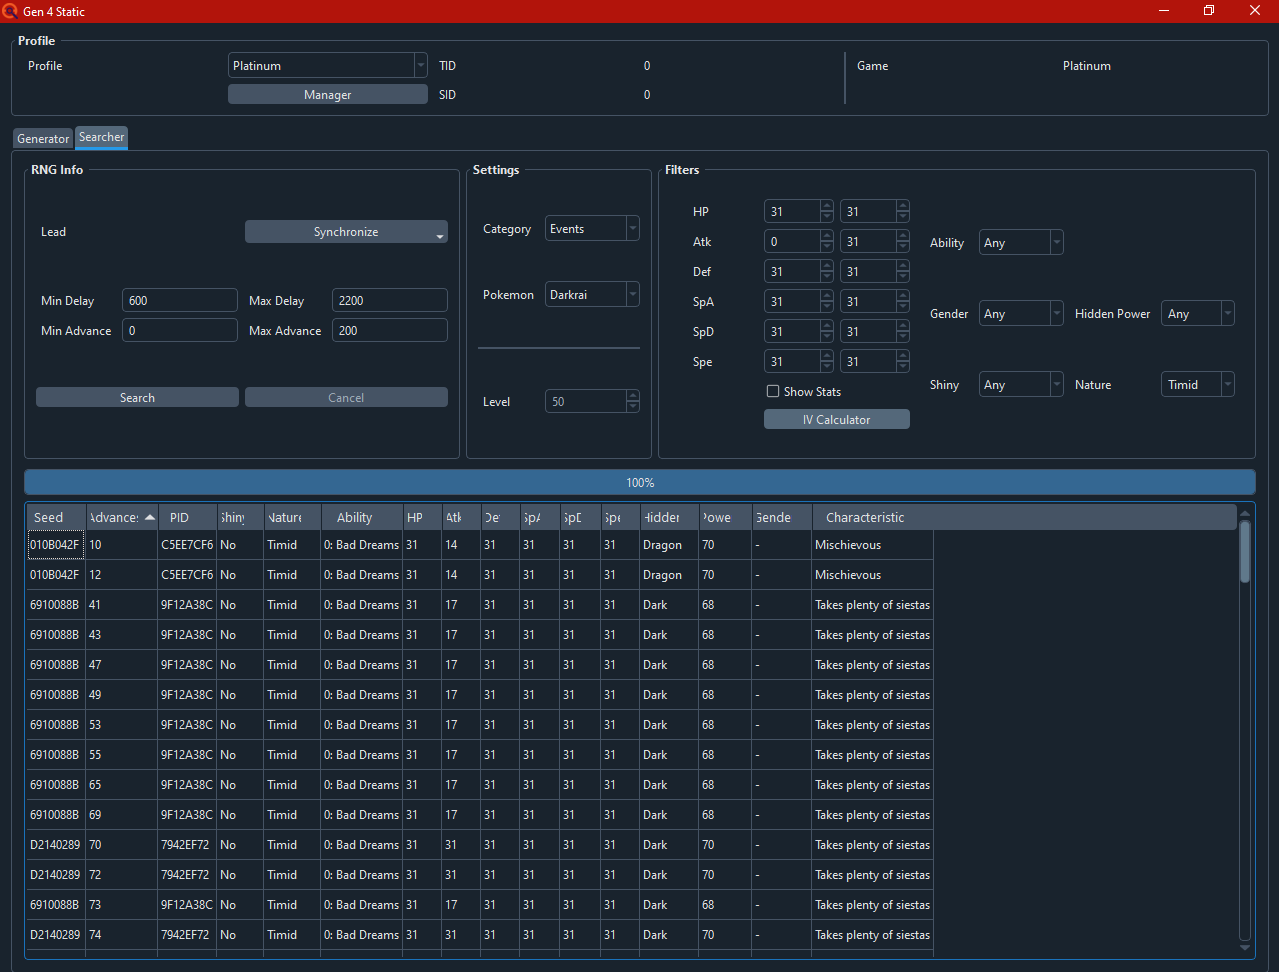 Gen 4 Static
Profile
Profile Platinum TID 0 Game Platinum
Manager SID 0
Generator Searcher
RNG Info Settings Filters
HP 31 31
Lead Synchronize Category Events Atk 0 31 Ability Any
Def 31 31
Min Delay 600 Max Delay 2200 Pokemon Darkrai SpA 31 31 Gender Any Hidden Power Any
Min Advance 0 Max Advance 200 SpD 31 31
Spe 31 31
Search Cancel Level 50 Show Stats Shiny Any Nature Timid
IV Calculator
100%
Seed Advance: PID Shiny Nature Ability HP Atk De SpA SpD Spe Hidden Powe Gende Characteristic
010B042F 10 C5EE7CF6 No Timid 0: Bad Dreams 31 14 31 31 31 31 Dragon 70 - Mischievous
010B042F 12 C5EE7CF6 No Timid 0: Bad Dreams 31 14 31 31 31 31 Dragon 70 - Mischievous
6910088B 41 9F12A38C No Timid 0: Bad Dreams 31 17 31 31 31 31 Dark 68 - Takes plenty of siestas
6910088B 43 9F12A38C No Timid 0: Bad Dreams 31 17 31 31 31 31 Dark 68 - Takes plenty of siestas
6910088B 47 9F12A38C No Timid 0: Bad Dreams 31 17 31 31 31 31 Dark 68 - Takes plenty of siestas
6910088B 49 9F12A38C No Timid 0: Bad Dreams 31 17 31 31 31 31 Dark 68 - Takes plenty of siestas
6910088B 53 9F12A38C No Timid 0: Bad Dreams 31 17 31 31 31 31 Dark 68 - Takes plenty of siestas
6910088B 55 9F12A38C No Timid 0: Bad Dreams 31 17 31 31 31 31 Dark 68 - Takes plenty of siestas
6910088B 65 9F12A38C No Timid 0: Bad Dreams 31 17 31 31 31 31 Dark 68 - Takes plenty of siestas
6910088B 69 9F12A38C No Timid 0: Bad Dreams 31 17 31 31 31 31 Dark 68 - Takes plenty of siestas
D2140289 70 7942EF72 No Timid 0: Bad Dreams 31 31 31 31 31 31 Dark 70 - Takes plenty of siestas
D2140289 72 7942EF72 No Timid 0: Bad Dreams 31 31 31 31 31 31 Dark 70 - Takes plenty of siestas
6910088B 73 9F12A38C No Timid 0: Bad Dreams 31 17 31 31 31 31 Dark 68 - Takes plenty of siestas
D2140289 74 7942EF72 No Timid 0: Bad Dreams 31 31 31 31 31 31 Dark 70 - Takes plenty of siestas